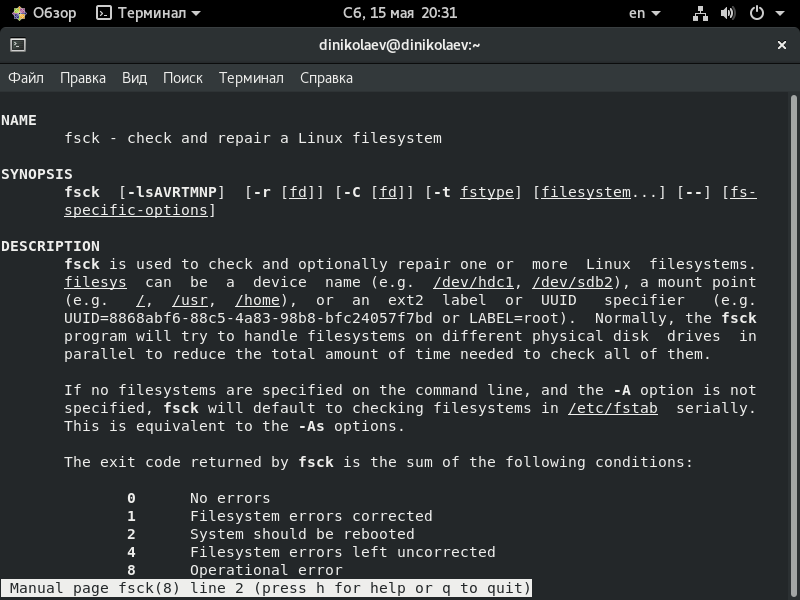 Обзор Терминал Сб, 15 мая 20:31 en
dinikolaev@dinikolaev:~
Файл Правка Вид Поиск Терминал Справка
NAME
fsck - check and repair a Linux filesystem
SYNOPSIS
fsck [-lsAVRTMNP] [-r [fd]] [-C [fd]] [-t fstype] [filesystem...] [--] [fs-
specific-options]
DESCRIPTION
fsck is used to check and optionally repair one or more Linux filesystems.
filesys can be a device name (e.g. /dev/hdc1, /dev/sdb2), a mount point
(e.g. /, /usr, /home), or an ext2 label or UUID specifier (e.g.
UUID=8868abf6-88c5-4a83-98b8-bfc24057f7bd or LABEL=root). Normally, the fsck
program will try to handle filesystems on different physical disk drives in
parallel to reduce the total amount of time needed to check all of them.
If no filesystems are specified on the command line, and the -A option is not
specified, fsck will default to checking filesystems in /etc/fstab serially.
This is equivalent to the -As options.
The exit code returned by fsck is the sum of the following conditions:
0 No errors
1 Filesystem errors corrected
2 System should be rebooted
4 Filesystem errors left uncorrected
8 Operational error
Manual page fsck(8) line 2 (press h for help or q to quit)